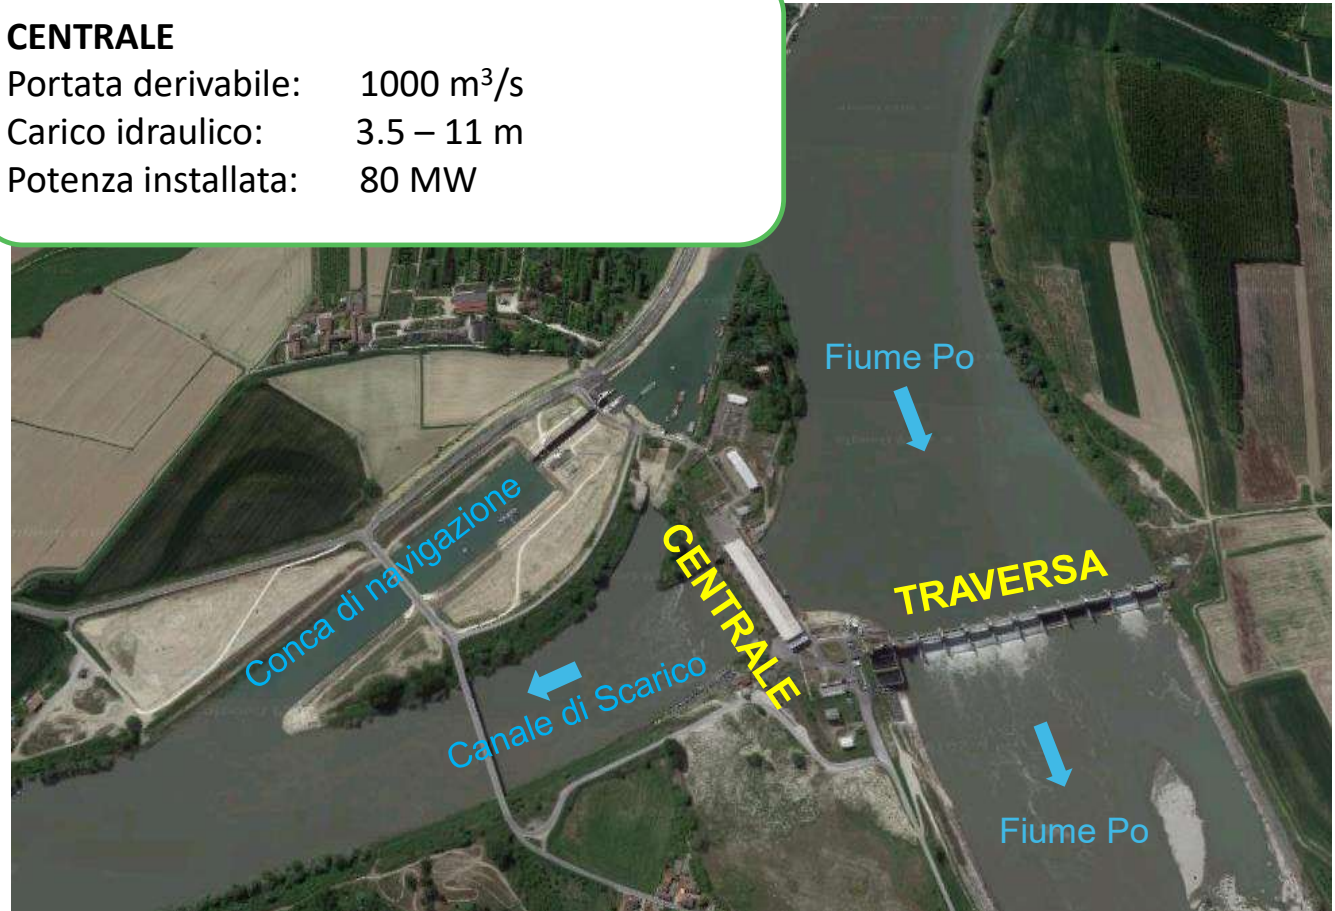 CENTRALE
Portata derivabile: 1000 m³/s
Carico idraulico: 3.5 – 11 m
Potenza installata: 80 MW
Fiume Po
Conca di navigazione
CENTRALE
TRAVERSA
Canale di Scarico
Fiume Po